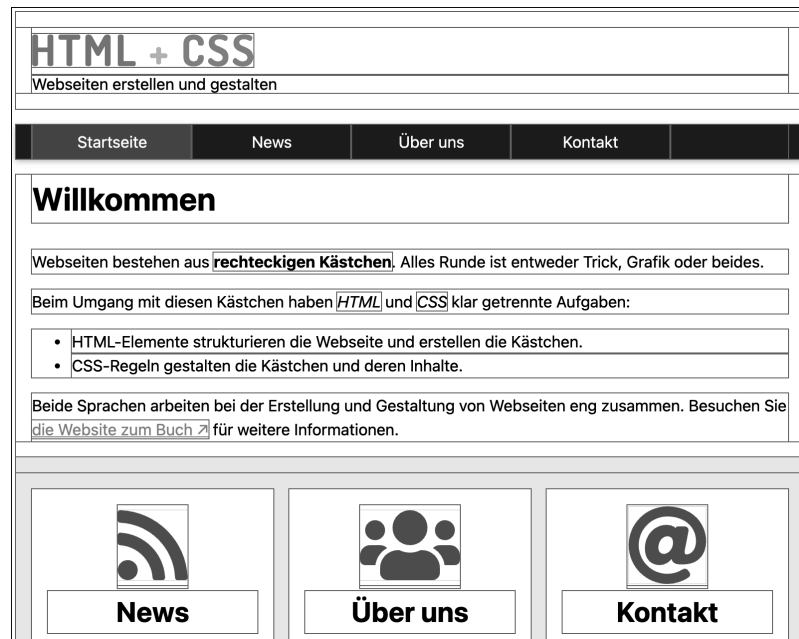 HTML + CSS
Webseiten erstellen und gestalten
Startseite News Über uns Kontakt
Willkommen
Webseiten bestehen aus rechteckigen Kästchen. Alles Runde ist entweder Trick, Grafik oder beides.
Beim Umgang mit diesen Kästchen haben HTML und CSS klar getrennte Aufgaben:
• HTML-Elemente strukturieren die Webseite und erstellen die Kästchen.
• CSS-Regeln gestalten die Kästchen und deren Inhalte.
Beide Sprachen arbeiten bei der Erstellung und Gestaltung von Webseiten eng zusammen. Besuchen Sie
die Website zum Buch ↗ für weitere Informationen.
News Über uns Kontakt